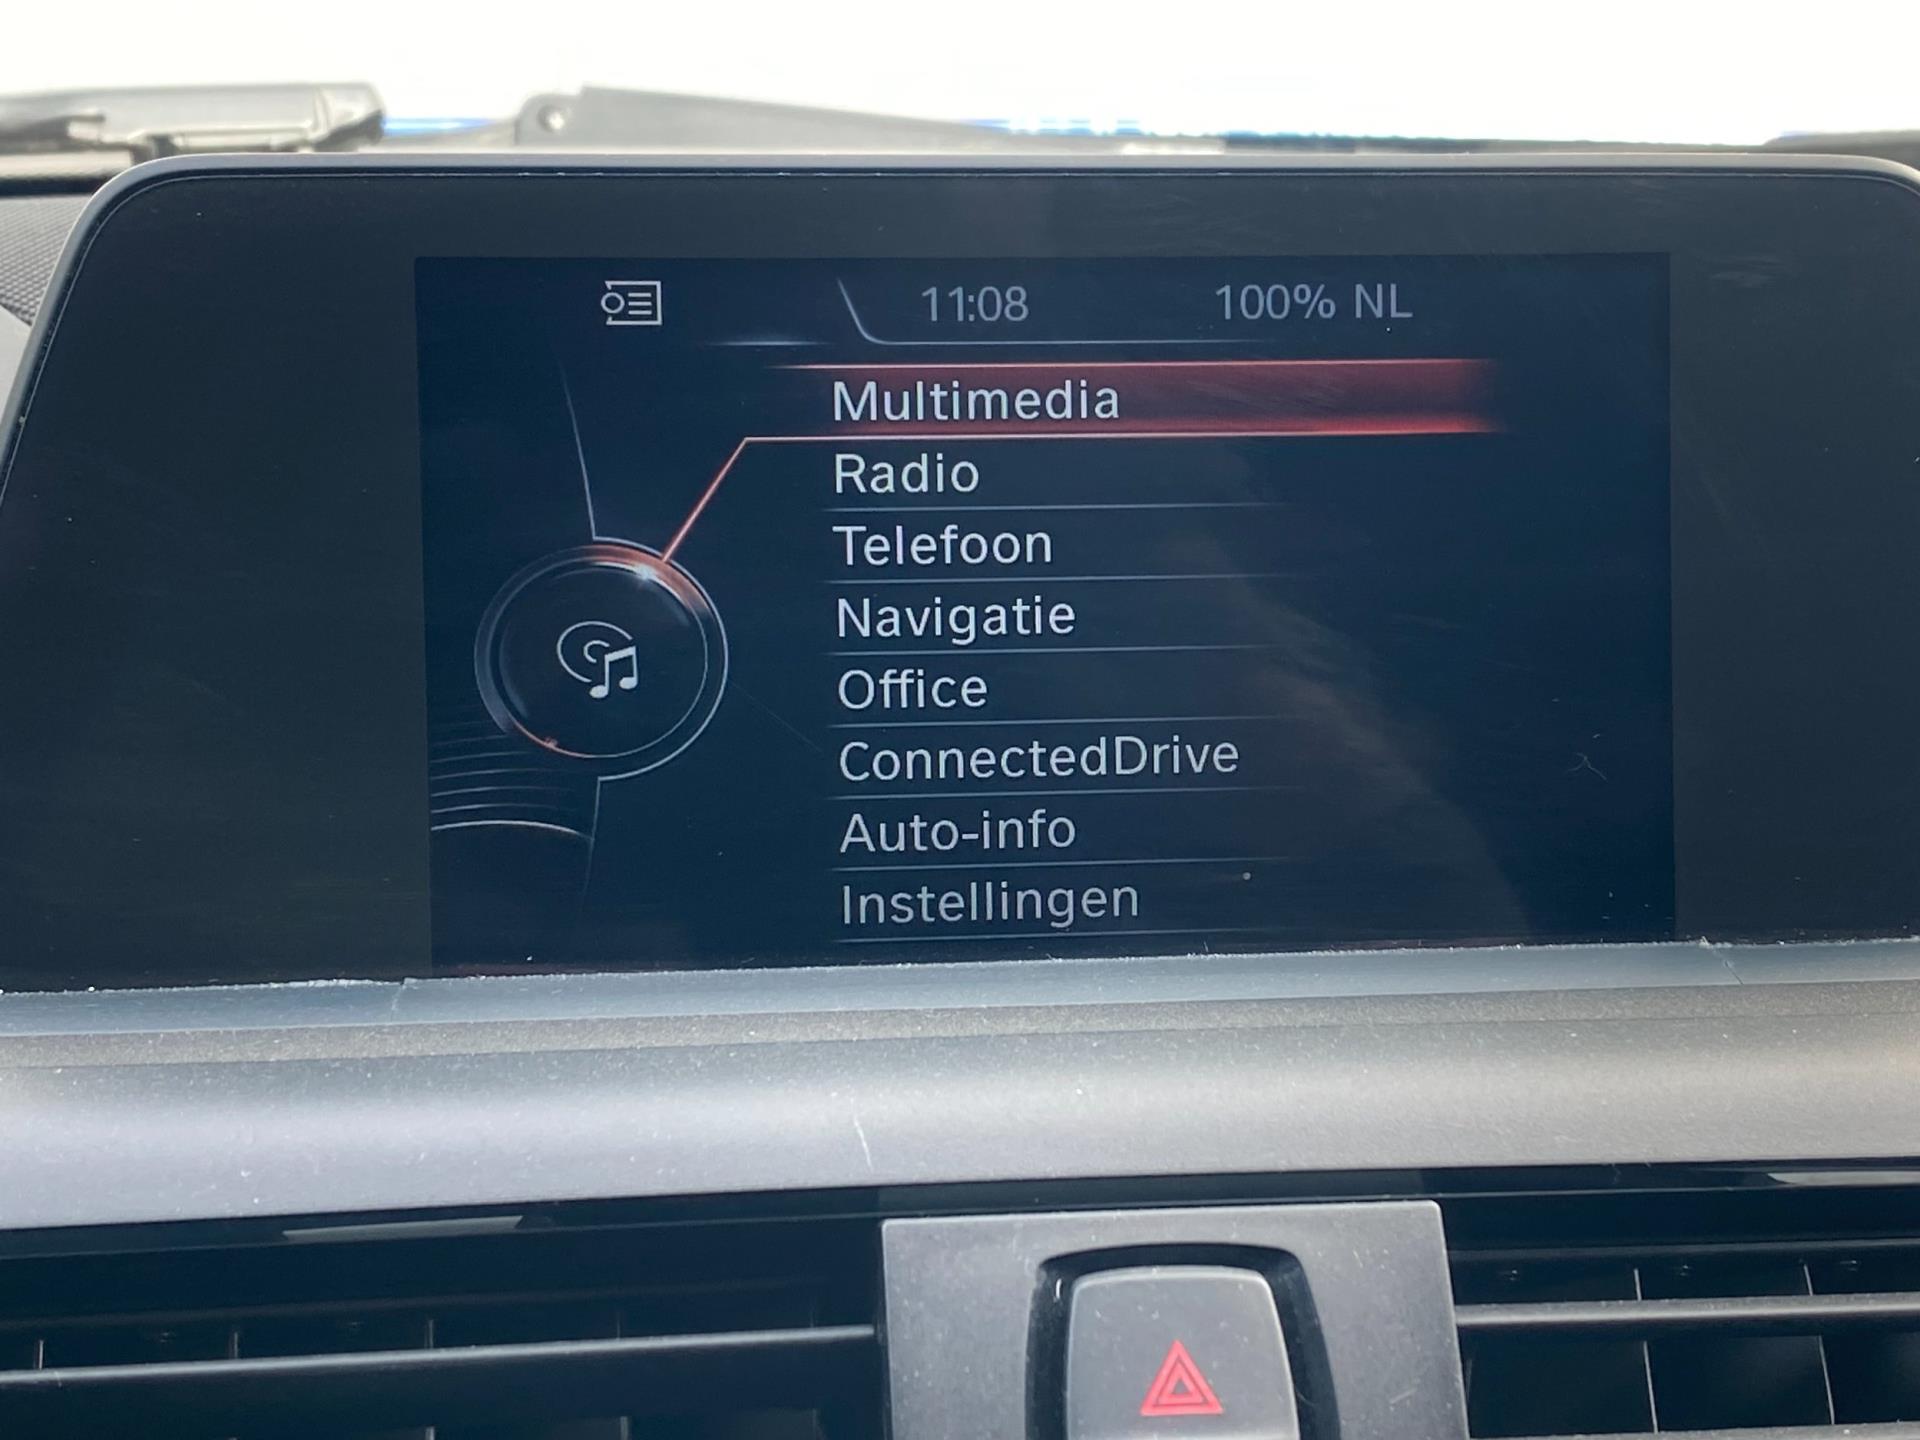 11:08 100% NL
Multimedia
Radio
Telefoon
Navigatie
Office
ConnectedDrive
Auto-info
Instellingen